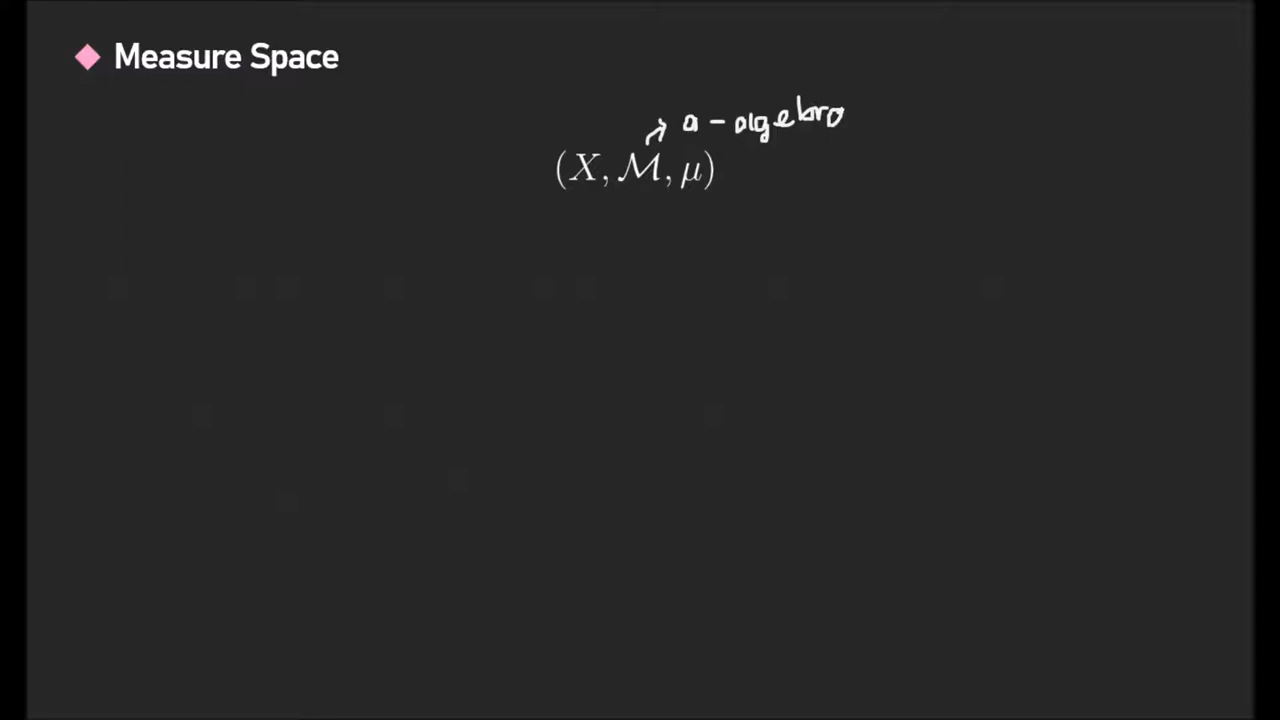 Measure Space
→ σ-algebra
(X, ℳ, μ)